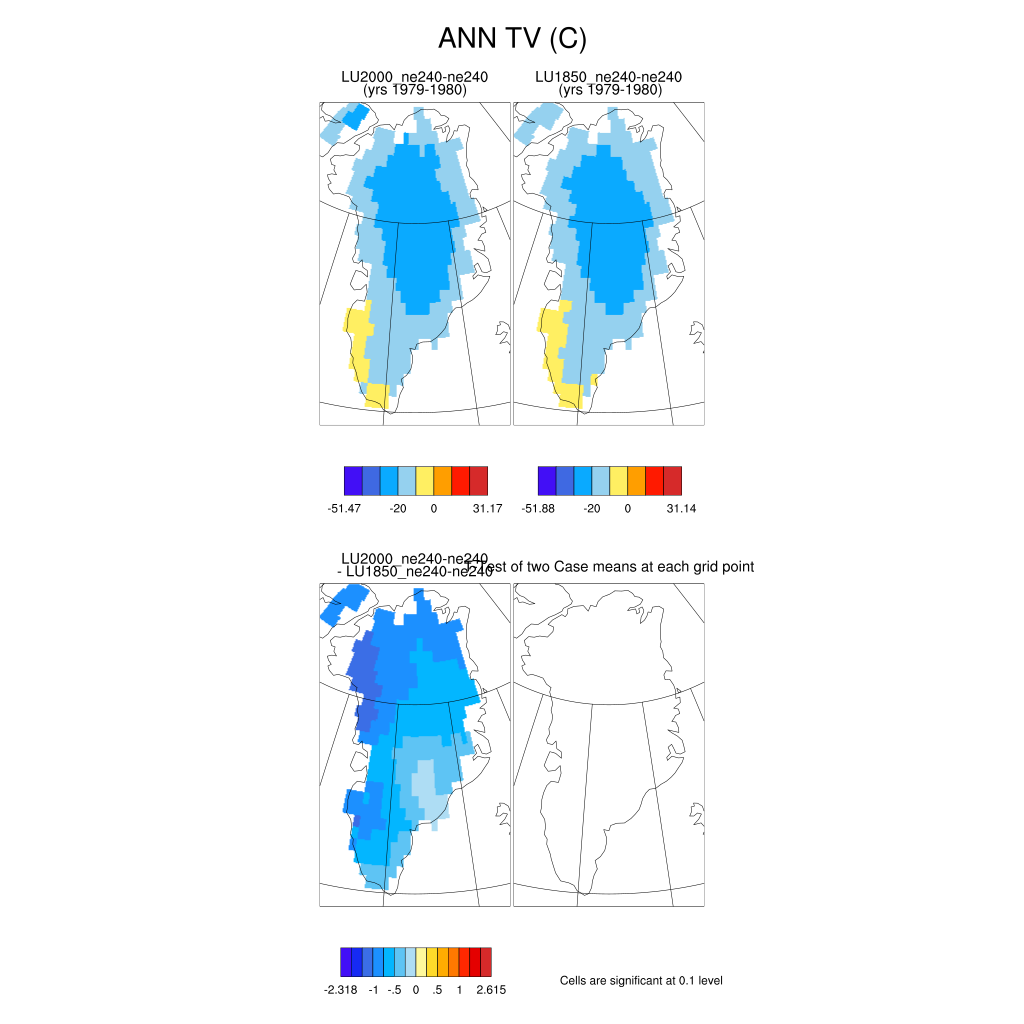 ANN TV (C)
LU2000_ne240-ne240
(yrs 1979-1980)
LU1850_ne240-ne240
(yrs 1979-1980)
-51.47 -20 0 31.17
-51.88 -20 0 31.14
LU2000_ne240-ne240
- LU1850_ne240-ne240
T-Test of two Case means at each grid point
-2.318 -1 -.5 0 .5 1 2.615
Cells are significant at 0.1 level